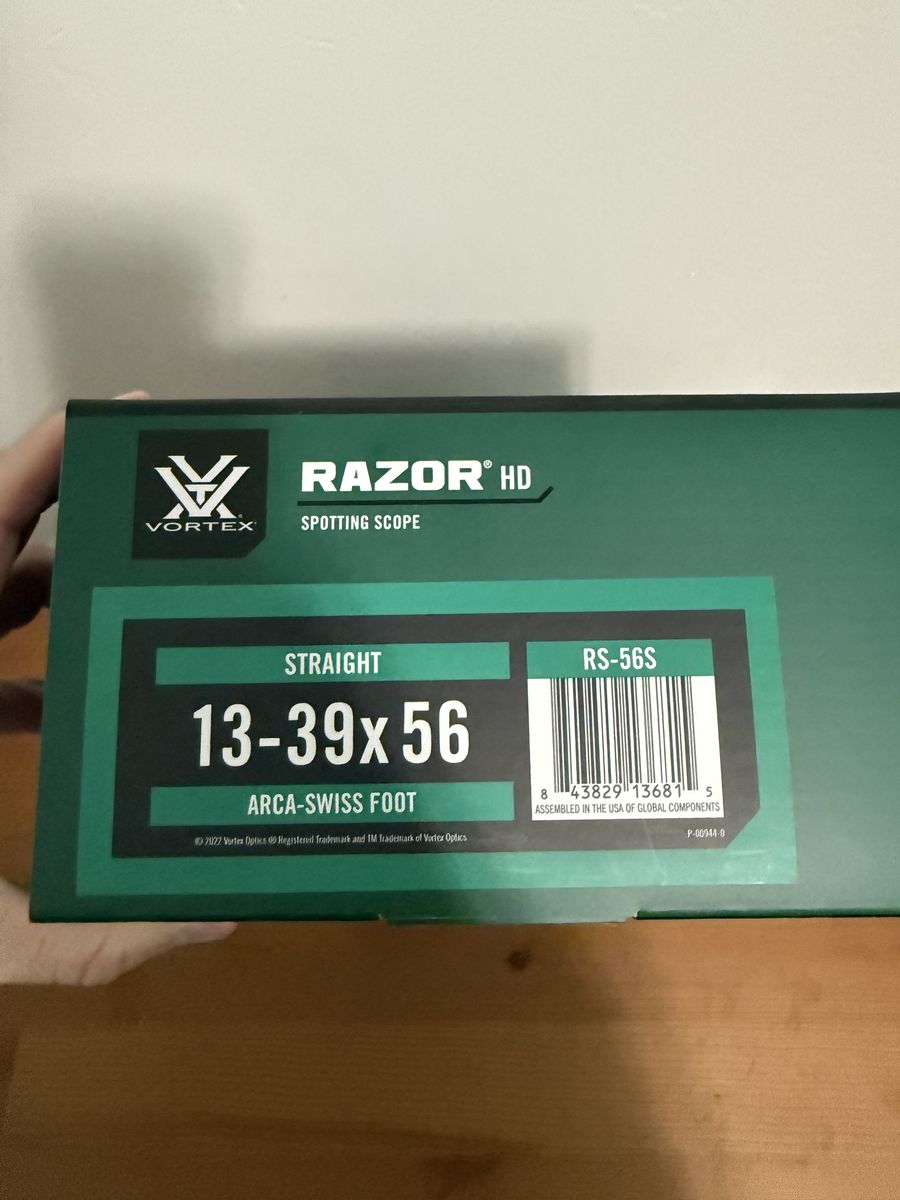 VORTEX®
RAZOR® HD
SPOTTING SCOPE
STRAIGHT
13-39x56
ARCA-SWISS FOOT
RS-56S
8 43829 13681 5
ASSEMBLED IN THE USA OF GLOBAL COMPONENTS
© 2022 Vortex Optics ® Registered Trademark and TM Trademark of Vortex Optics
P-00944-0